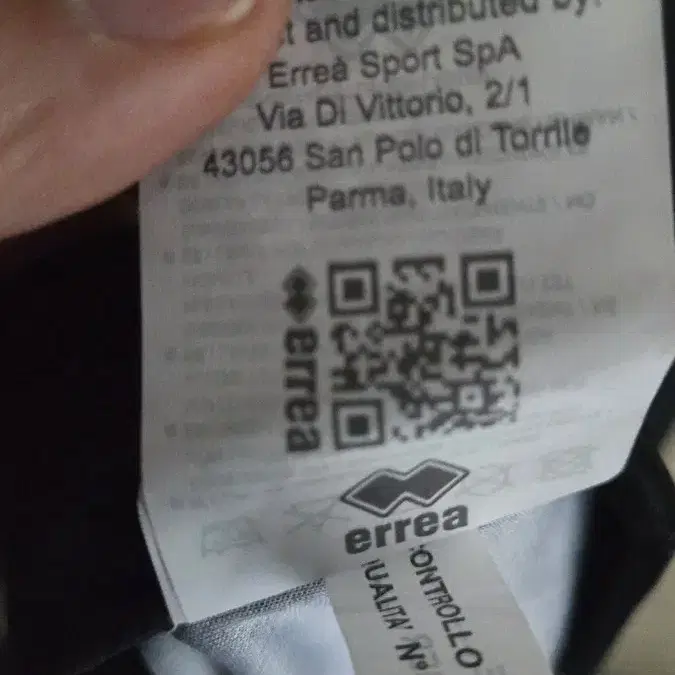 t and distributed by:
Erreà Sport SpA
Via Di Vittorio, 2/1
43056 San Polo di Torrile
Parma, Italy
errea
errea
CONTROLLO
QUALITA' N°